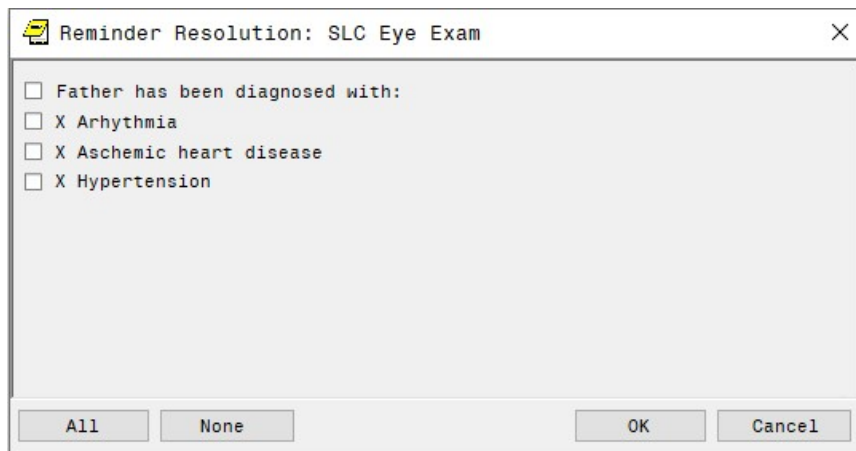 Reminder Resolution: SLC Eye Exam
Father has been diagnosed with:
X Arhythmia
X Aschemic heart disease
X Hypertension
All None OK Cancel